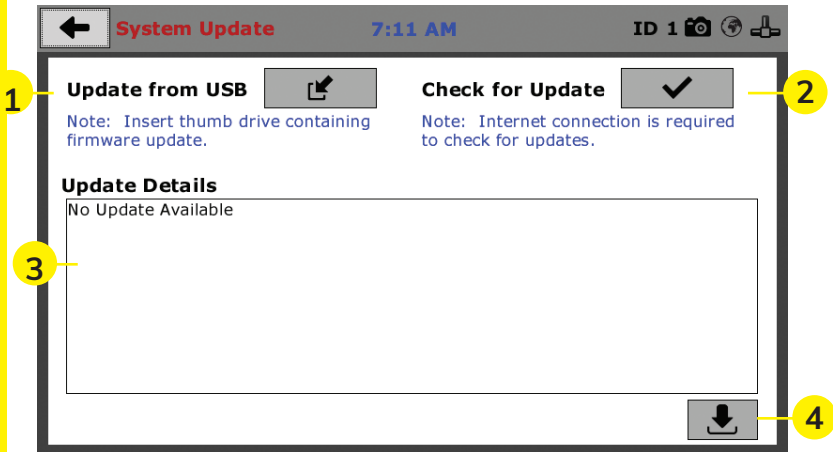 System Update 7:11 AM ID 1
1 Update from USB Check for Update 2
Note: Insert thumb drive containing
firmware update.
Note: Internet connection is required
to check for updates.
Update Details
No Update Available
3
4